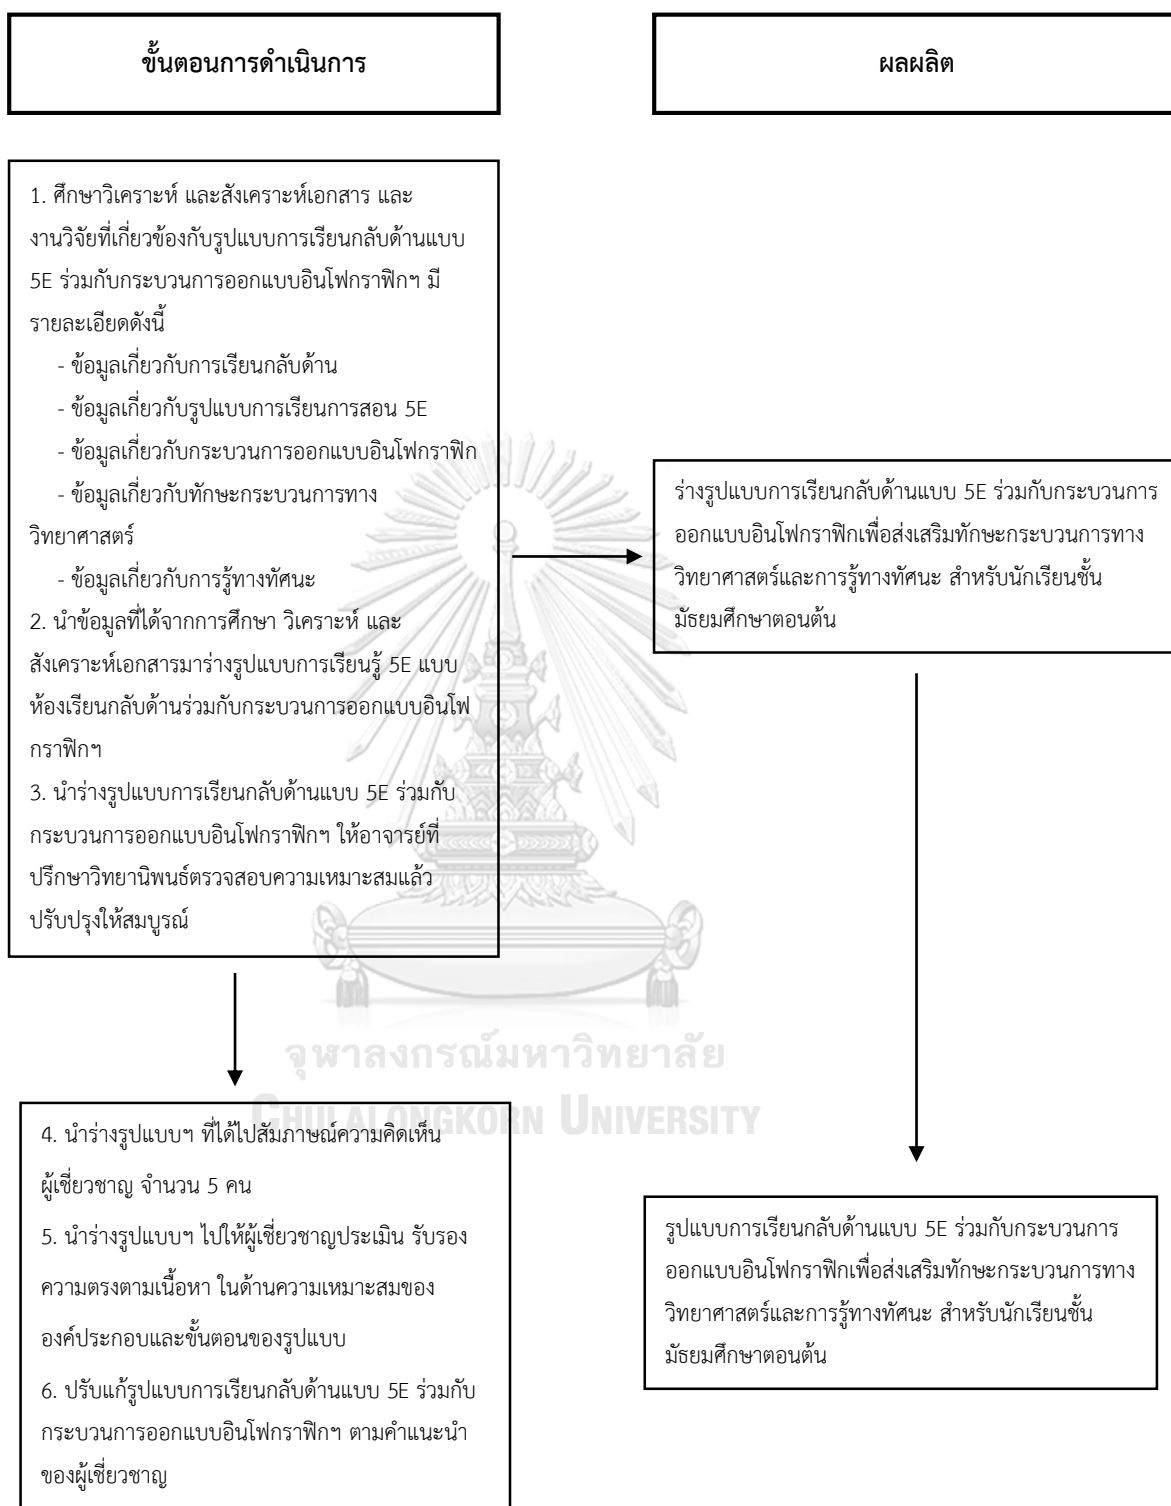 ขั้นตอนการดำเนินการ
ผลผลิต
1. ศึกษาวิเคราะห์ และสังเคราะห์เอกสาร และ
งานวิจัยที่เกี่ยวข้องกับรูปแบบการเรียนกลับด้านแบบ
5E ร่วมกับกระบวนการออกแบบอินโฟกราฟิกฯ มี
รายละเอียดดังนี้
- ข้อมูลเกี่ยวกับการเรียนกลับด้าน
- ข้อมูลเกี่ยวกับรูปแบบการเรียนการสอน 5E
- ข้อมูลเกี่ยวกับกระบวนการออกแบบอินโฟกราฟิก
- ข้อมูลเกี่ยวกับทักษะกระบวนการทาง
วิทยาศาสตร์
- ข้อมูลเกี่ยวกับการรู้ทางทัศนะ
2. นำข้อมูลที่ได้จากการศึกษา วิเคราะห์ และ
สังเคราะห์เอกสารมาร่างรูปแบบการเรียนรู้ 5E แบบ
ห้องเรียนกลับด้านร่วมกับกระบวนการออกแบบอินโฟ
กราฟิกฯ
3. นำร่างรูปแบบการเรียนกลับด้านแบบ 5E ร่วมกับ
กระบวนการออกแบบอินโฟกราฟิกฯ ให้อาจารย์ที่
ปรึกษาวิทยานิพนธ์ตรวจสอบความเหมาะสมแล้ว
ปรับปรุงให้สมบูรณ์
ร่างรูปแบบการเรียนกลับด้านแบบ 5E ร่วมกับกระบวนการ
ออกแบบอินโฟกราฟิกเพื่อส่งเสริมทักษะกระบวนการทาง
วิทยาศาสตร์และการรู้ทางทัศนะ สำหรับนักเรียนชั้น
มัธยมศึกษาตอนต้น
จุฬาลงกรณ์มหาวิทยาลัย
CHULALONGKORN UNIVERSITY
4. นำร่างรูปแบบฯ ที่ได้ไปสัมภาษณ์ความคิดเห็น
ผู้เชี่ยวชาญ จำนวน 5 คน
5. นำร่างรูปแบบฯ ไปให้ผู้เชี่ยวชาญประเมิน รับรอง
ความตรงตามเนื้อหา ในด้านความเหมาะสมของ
องค์ประกอบและขั้นตอนของรูปแบบ
6. ปรับแก้รูปแบบการเรียนกลับด้านแบบ 5E ร่วมกับ
กระบวนการออกแบบอินโฟกราฟิกฯ ตามคำแนะนำ
ของผู้เชี่ยวชาญ
รูปแบบการเรียนกลับด้านแบบ 5E ร่วมกับกระบวนการ
ออกแบบอินโฟกราฟิกเพื่อส่งเสริมทักษะกระบวนการทาง
วิทยาศาสตร์และการรู้ทางทัศนะ สำหรับนักเรียนชั้น
มัธยมศึกษาตอนต้น